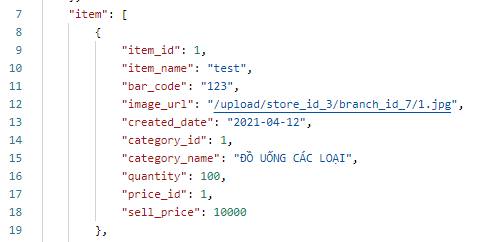 7 "item": [
8 {
9 "item_id": 1,
10 "item_name": "test",
11 "bar_code": "123",
12 "image_url": "/upload/store_id_3/branch_id_7/1.jpg",
13 "created_date": "2021-04-12",
14 "category_id": 1,
15 "category_name": "ĐỒ UỐNG CÁC LOẠI",
16 "quantity": 100,
17 "price_id": 1,
18 "sell_price": 10000
19 },